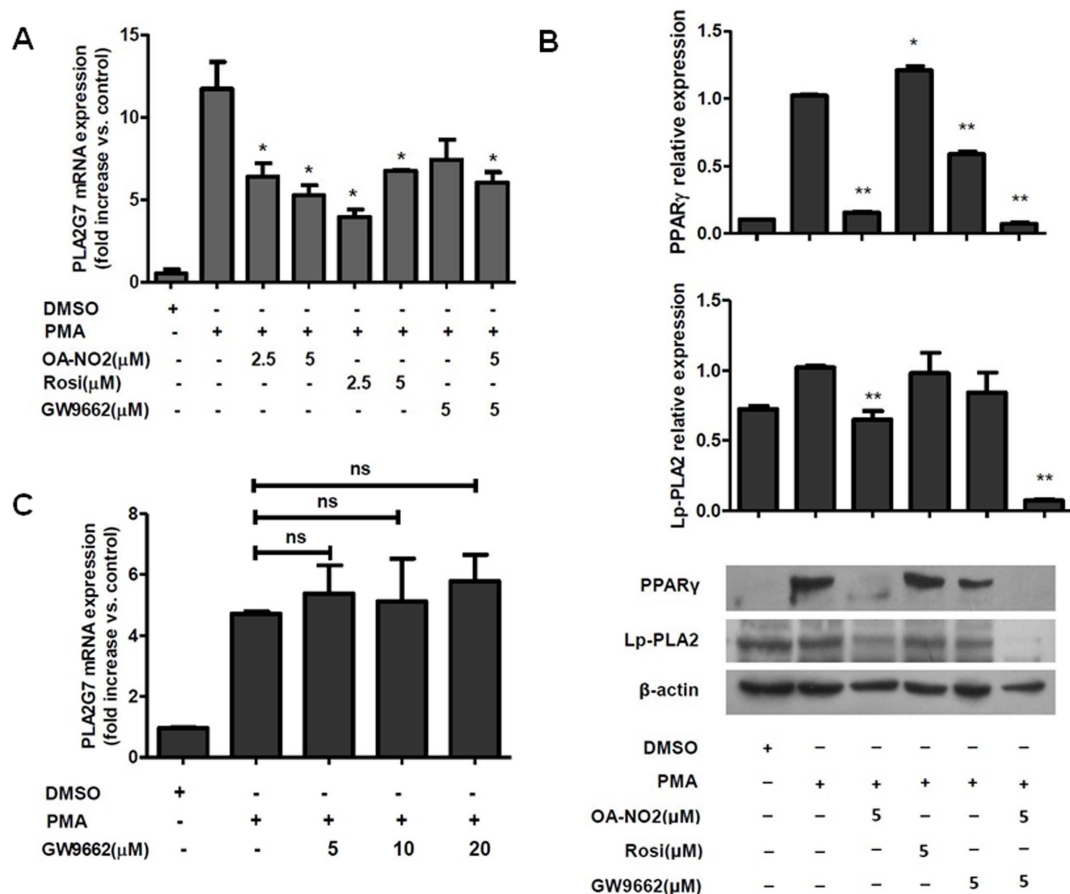 A
PLA2G7 mRNA expression
(fold increase vs. control)
15
10
5
0
* * * * *
DMSO + - - - - - - -
PMA - + + + + + + +
OA-NO2(μM) - - 2.5 5 - - - 5
Rosi(μM) - - - - 2.5 5 - -
GW9662(μM) - - - - - - 5 5
B
PPARγ relative expression
1.5
1.0
0.5
0.0
** * ** **
Lp-PLA2 relative expression
1.5
1.0
0.5
0.0
** **
PPARγ
Lp-PLA2
β-actin
DMSO + – – – – –
PMA – + + + + +
OA-NO2(μM) – – 5 – – 5
Rosi(μM) – – – 5 – –
GW9662(μM) – – – – 5 5
C
PLA2G7 mRNA expression
(fold increase vs. control)
8
6
4
2
0
ns
ns
ns
DMSO + - - - -
PMA - + + + +
GW9662(μM) - - 5 10 20